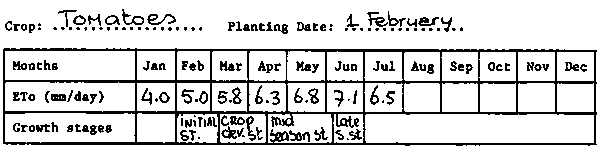 Crop: Tomatoes Planting Date: 1 February
Months Jan Feb Mar Apr May Jun Jul Aug Sep Oct Nov Dec
ETo (mm/day) 4.0 5.0 5.8 6.3 6.8 7.1 6.5
Growth stages INITIAL ST. CROP dev. st mid season st late s.st